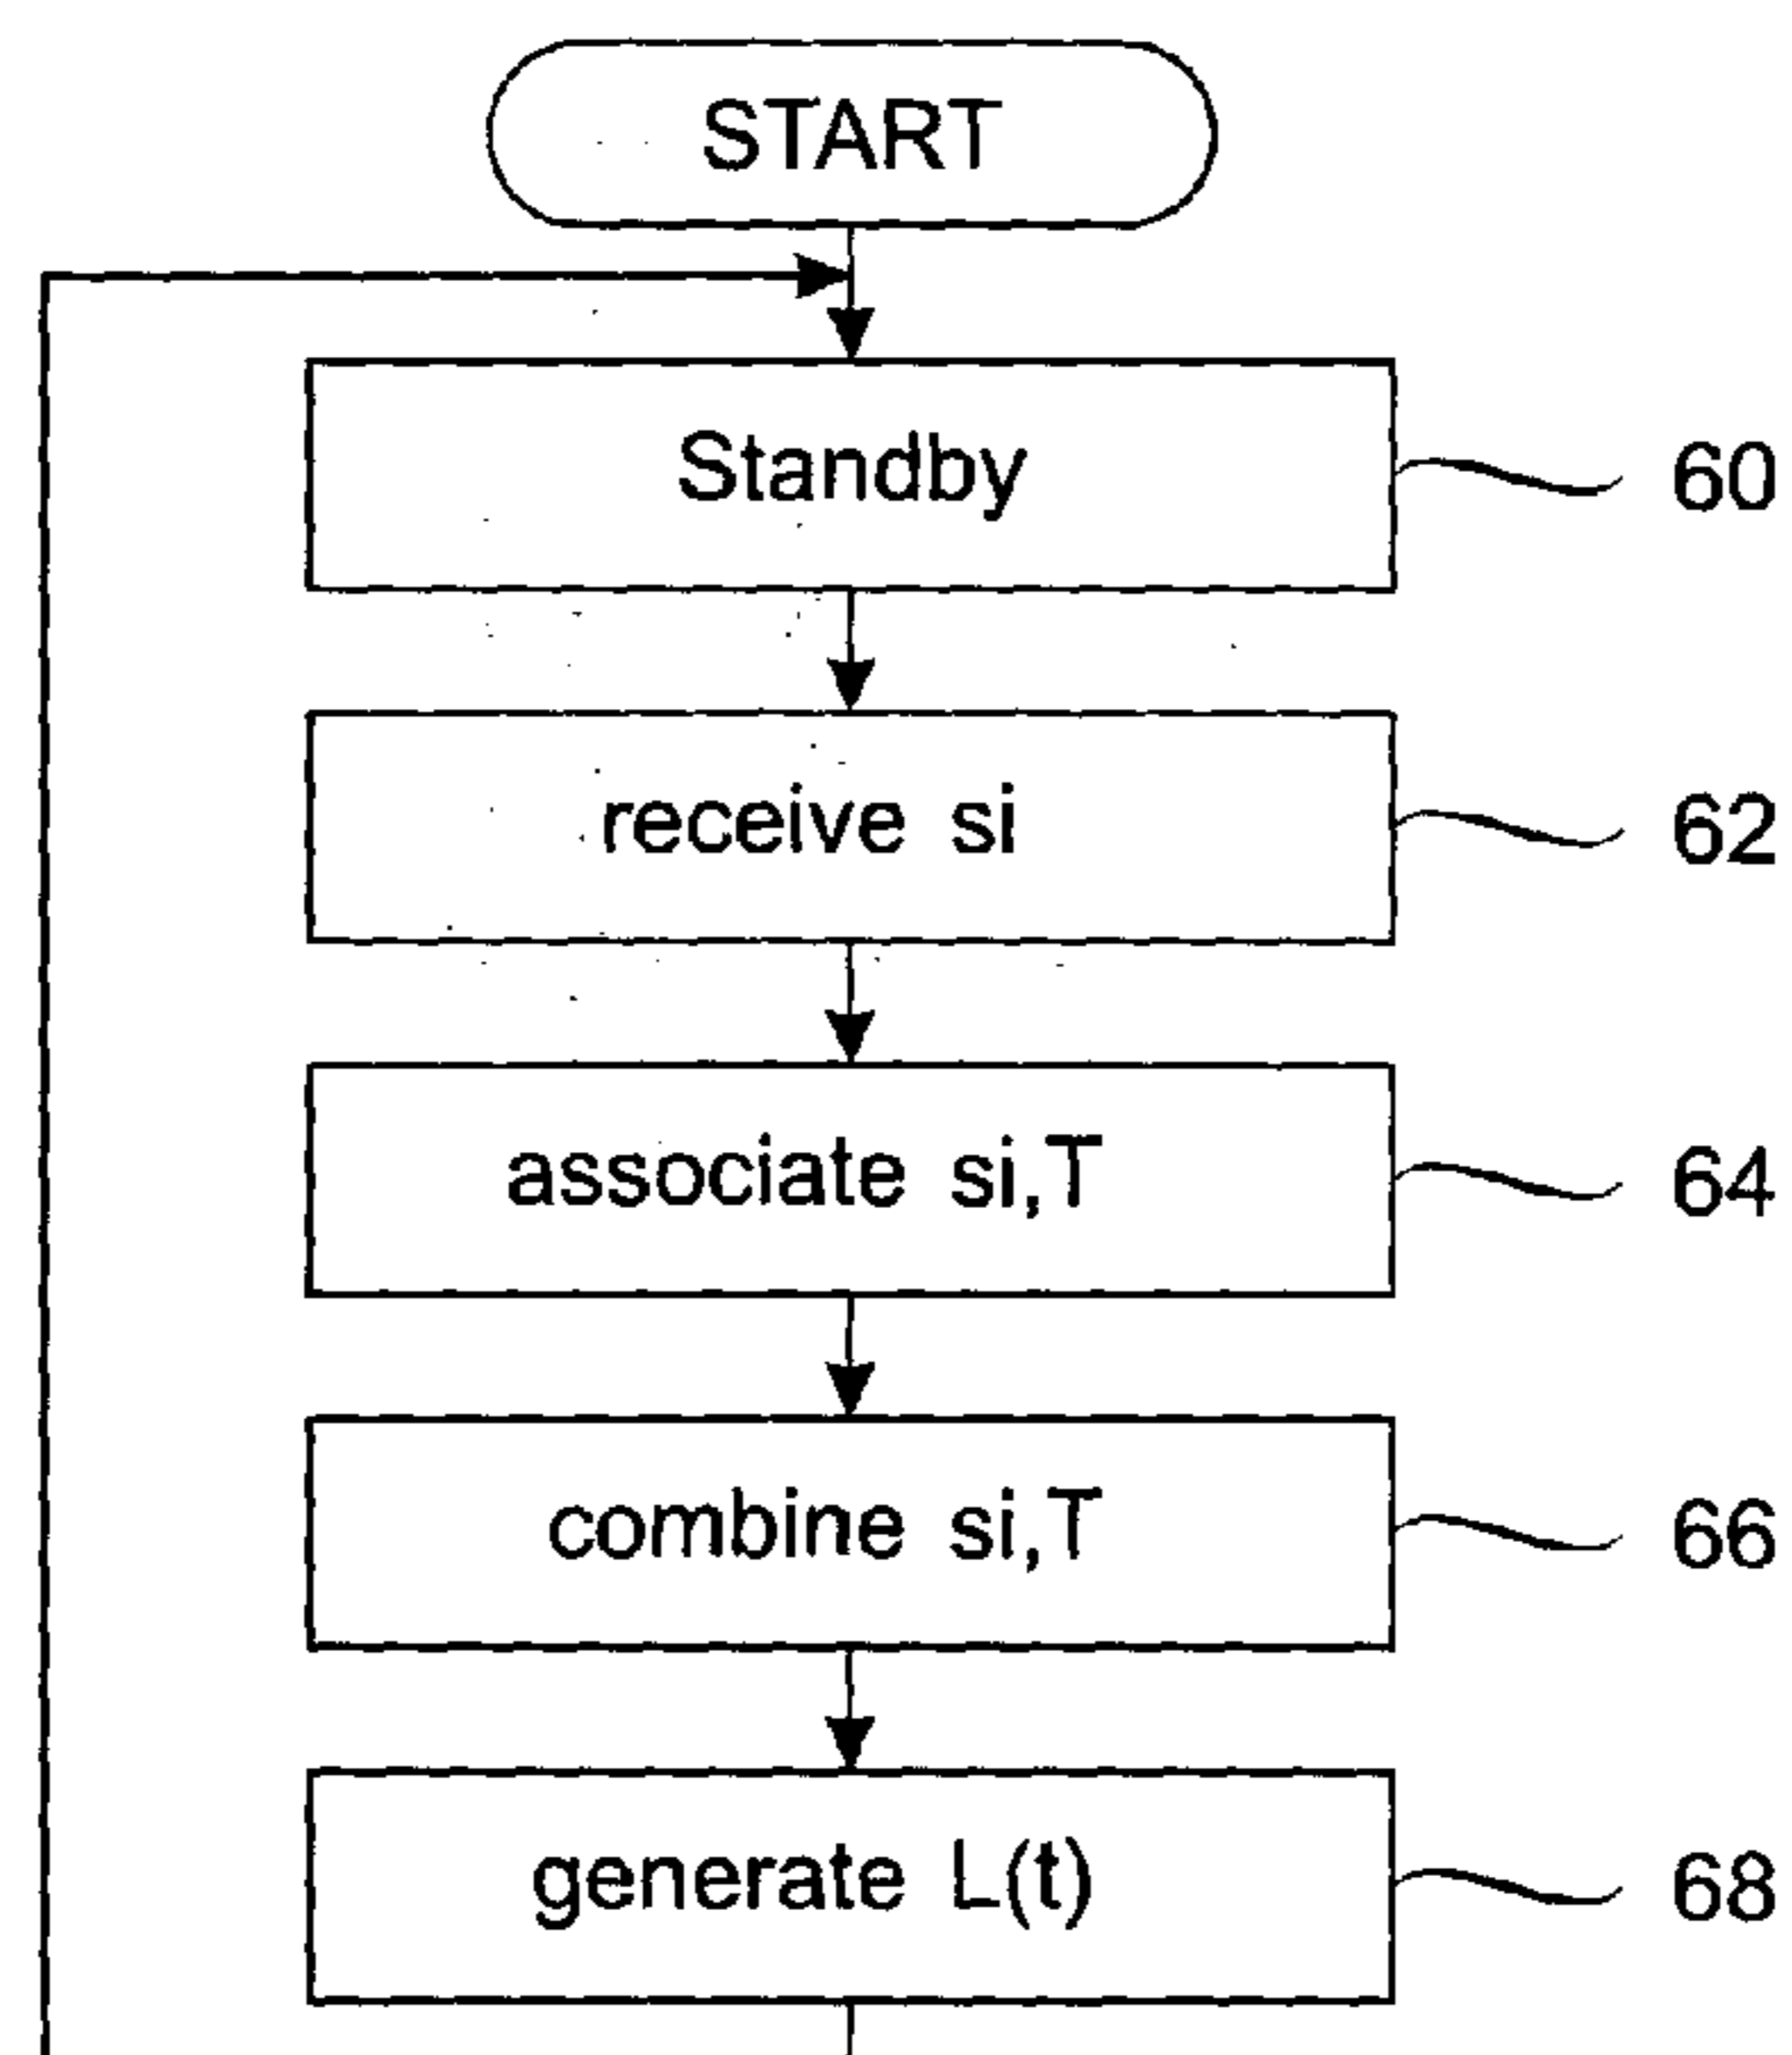 START
Standby
60
receive si
62
associate si,T
64
combine si,T
66
generate L(t)
68